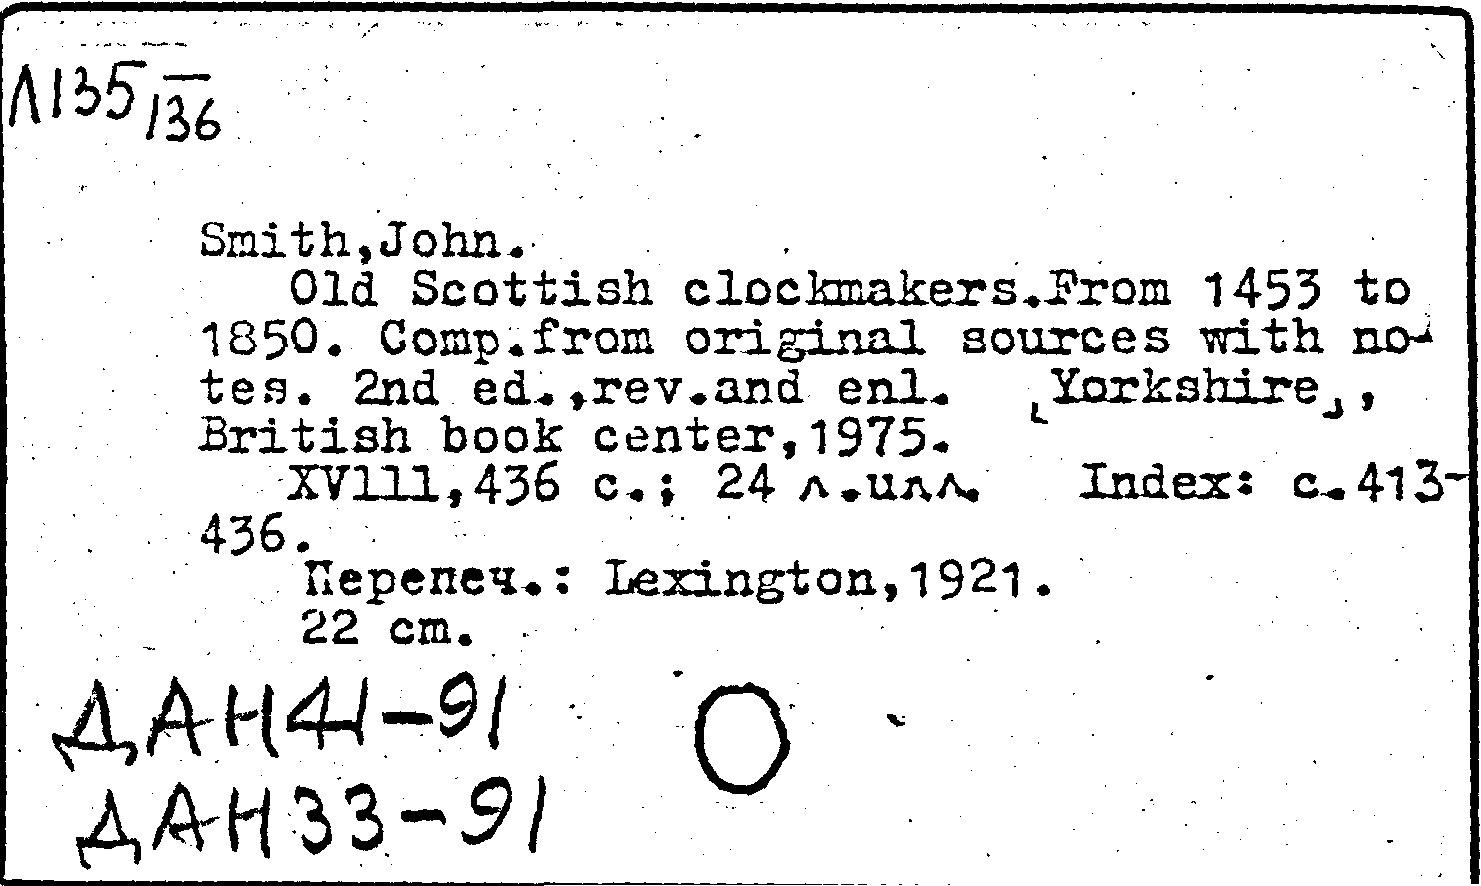 Л135/136
Smith,John.
Old Scottish clockmakers.From 1453 to
1850. Comp.from original sources with no-
tes. 2nd ed.,rev.and enl. [Yorkshire],
British book center,1975.
XVlll,436 с.; 24 л.илл. Index: с.413-
436.
Перепеч.: Lexington,1921.
22 cm.
ДАН41-91
ДАН33-91